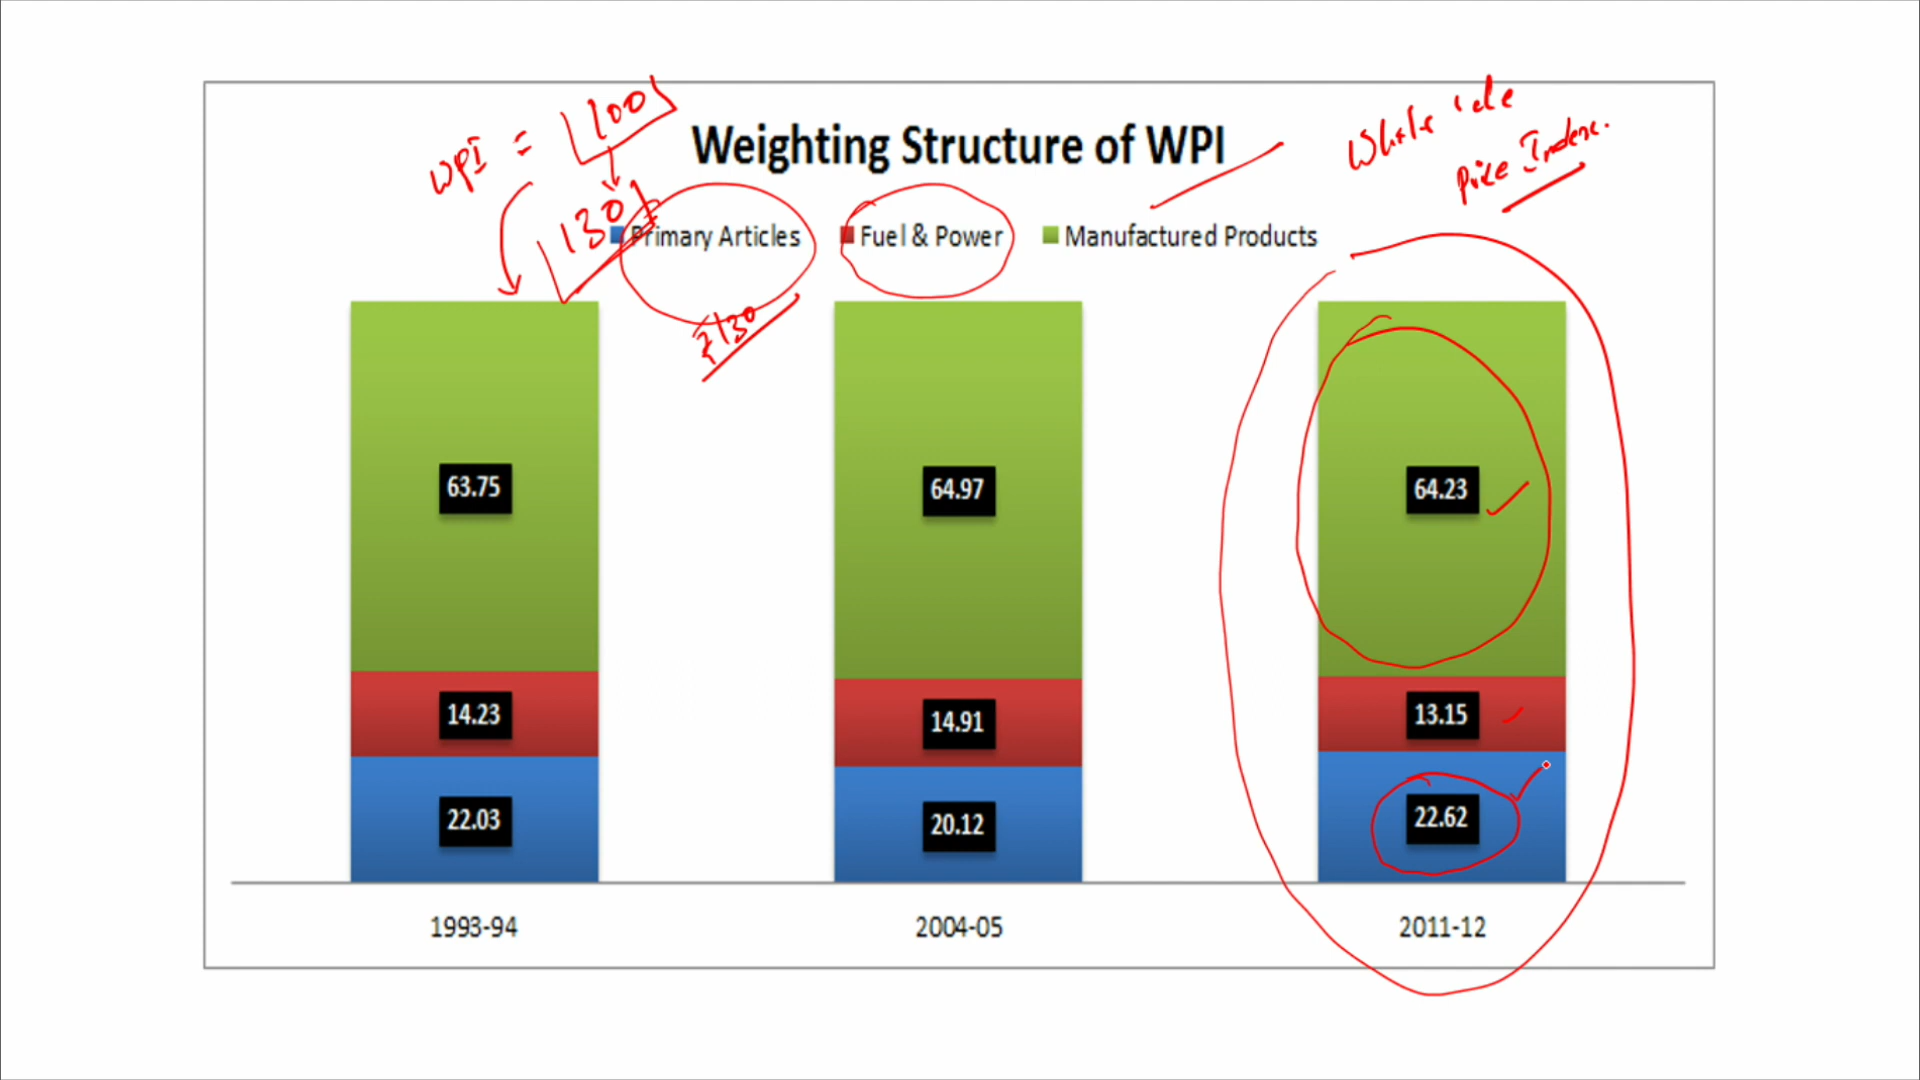 WPI = 100
130
Weighting Structure of WPI
Whole sale
Price Index.
Primary Articles Fuel & Power Manufactured Products
₹130
63.75 64.97 64.23
14.23 14.91 13.15
22.03 20.12 22.62
1993-94 2004-05 2011-12